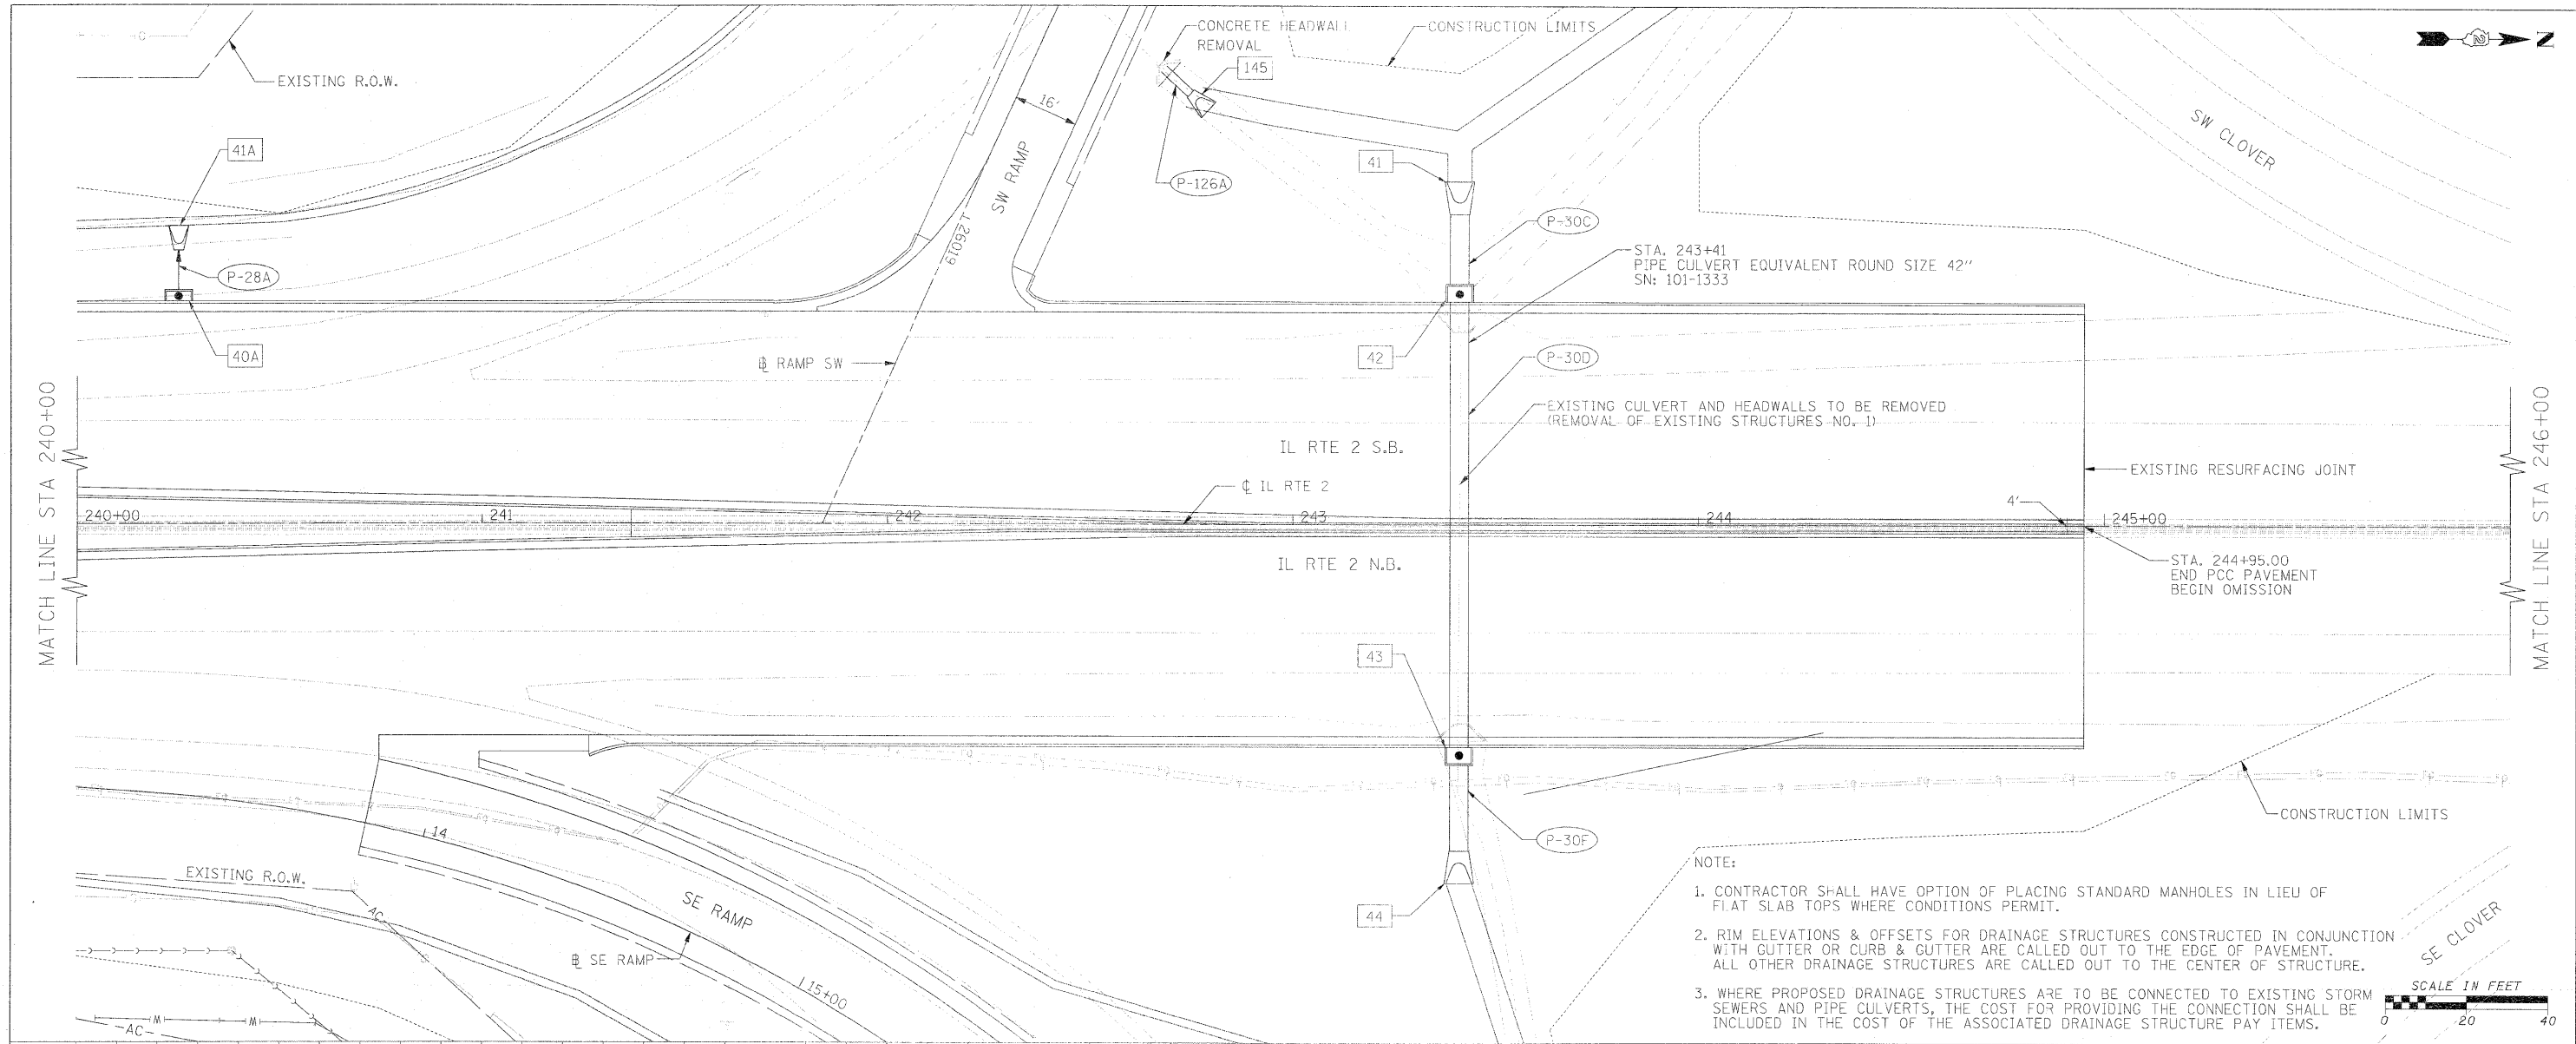 CONCRETE HEADWALL
REMOVAL
CONSTRUCTION LIMITS
N
EXISTING R.O.W.
145
16'
SW CLOVER
41A
41
SW RAMP
P-126A
P-30C
26019
STA. 243+41
PIPE CULVERT EQUIVALENT ROUND SIZE 42"
SN: 101-1333
P-28A
40A
42
P-30D
RAMP SW
MATCH LINE STA 240+00
MATCH LINE STA 246+00
EXISTING CULVERT AND HEADWALLS TO BE REMOVED
(REMOVAL OF EXISTING STRUCTURES NO. 1)
IL RTE 2 S.B.
EXISTING RESURFACING JOINT
℄ IL RTE 2
4'
240+00
241
242
243
244
245+00
IL RTE 2 N.B.
STA. 244+95.00
END PCC PAVEMENT
BEGIN OMISSION
43
CONSTRUCTION LIMITS
14
P-30F
EXISTING R.O.W.
AC
SE RAMP
44
SE RAMP
15+00
W
W
AC
NOTE:
1. CONTRACTOR SHALL HAVE OPTION OF PLACING STANDARD MANHOLES IN LIEU OF
FLAT SLAB TOPS WHERE CONDITIONS PERMIT.
2. RIM ELEVATIONS & OFFSETS FOR DRAINAGE STRUCTURES CONSTRUCTED IN CONJUNCTION
WITH GUTTER OR CURB & GUTTER ARE CALLED OUT TO THE EDGE OF PAVEMENT.
ALL OTHER DRAINAGE STRUCTURES ARE CALLED OUT TO THE CENTER OF STRUCTURE.
3. WHERE PROPOSED DRAINAGE STRUCTURES ARE TO BE CONNECTED TO EXISTING STORM
SEWERS AND PIPE CULVERTS, THE COST FOR PROVIDING THE CONNECTION SHALL BE
INCLUDED IN THE COST OF THE ASSOCIATED DRAINAGE STRUCTURE PAY ITEMS.
SE CLOVER
SCALE IN FEET
0 20 40